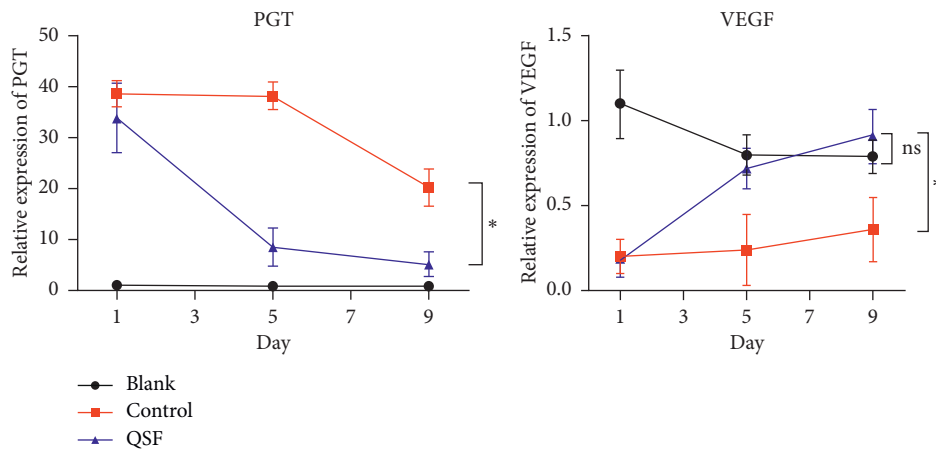 PGT
Relative expression of PGT
50
40
30
20
10
0
1
3
5
7
9
Day
*
VEGF
Relative expression of VEGF
1.5
1.0
0.5
0.0
1
3
5
7
9
Day
ns
*
Blank
Control
QSF